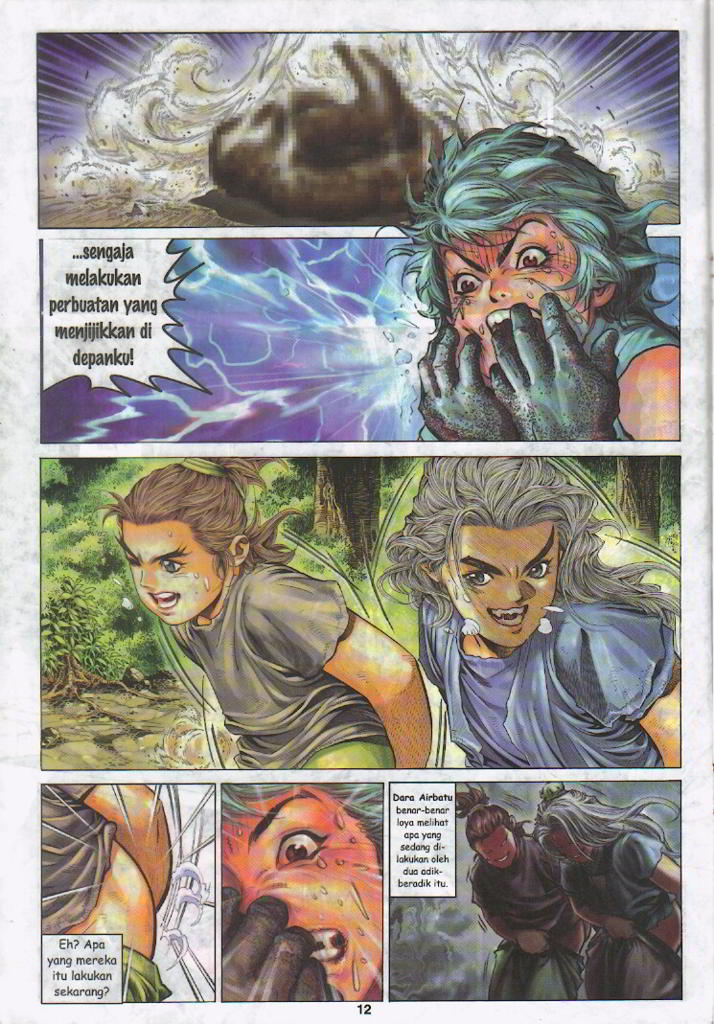 ...sengaja
melakukan
perbuatan yang
menjijikkan di
depanku!
Eh? Apa
yang mereka
itu lakukan
sekarang?
Dara Airbatu
benar-benar
loya melihat
apa yang
sedang di-
lakukan oleh
dua adik-
beradik itu.
12